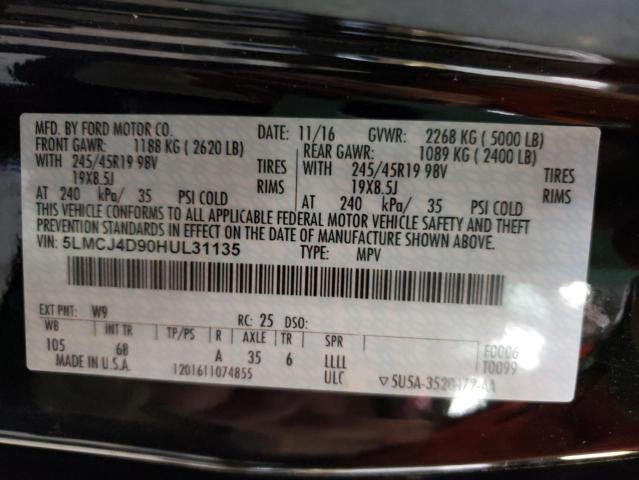 MFD. BY FORD MOTOR CO. DATE: 11/16 GVWR: 2268 KG ( 5000 LB)
FRONT GAWR: 1188 KG ( 2620 LB) REAR GAWR: 1089 KG ( 2400 LB)
WITH 245/45R19 98V TIRES WITH 245/45R19 98V TIRES
19X8.5J RIMS 19X8.5J RIMS
AT 240 kPa/ 35 PSI COLD AT 240 kPa/ 35 PSI COLD
THIS VEHICLE CONFORMS TO ALL APPLICABLE FEDERAL MOTOR VEHICLE SAFETY AND THEFT
PREVENTION STANDARDS IN EFFECT ON THE DATE OF MANUFACTURE SHOWN ABOVE.
VIN: 5LMCJ4D90HUL31135 TYPE: MPV
EXT PNT: W9 RC: 25 DSO:
WB INT TR TP/PS R AXLE TR SPR
105 68 A 35 6 LLLL F0006
MADE IN U.S.A. 1201611074855 ULC T0099